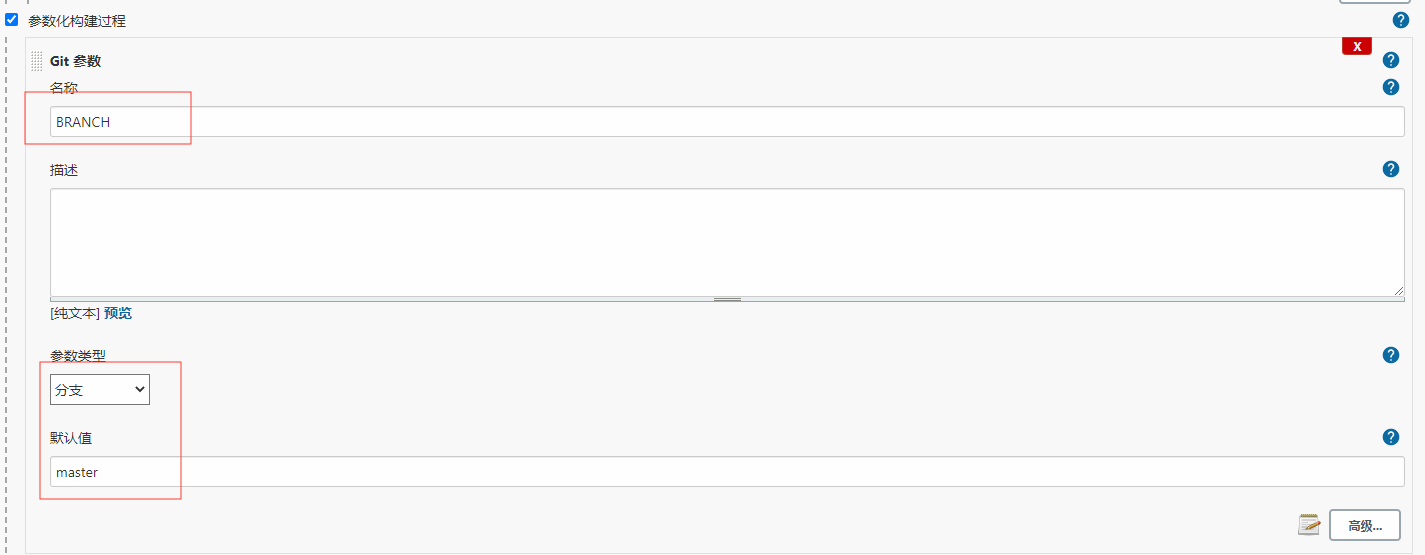 参数化构建过程
X
Git 参数
名称
BRANCH
描述
[纯文本] 预览
参数类型
分支
默认值
master
高级...